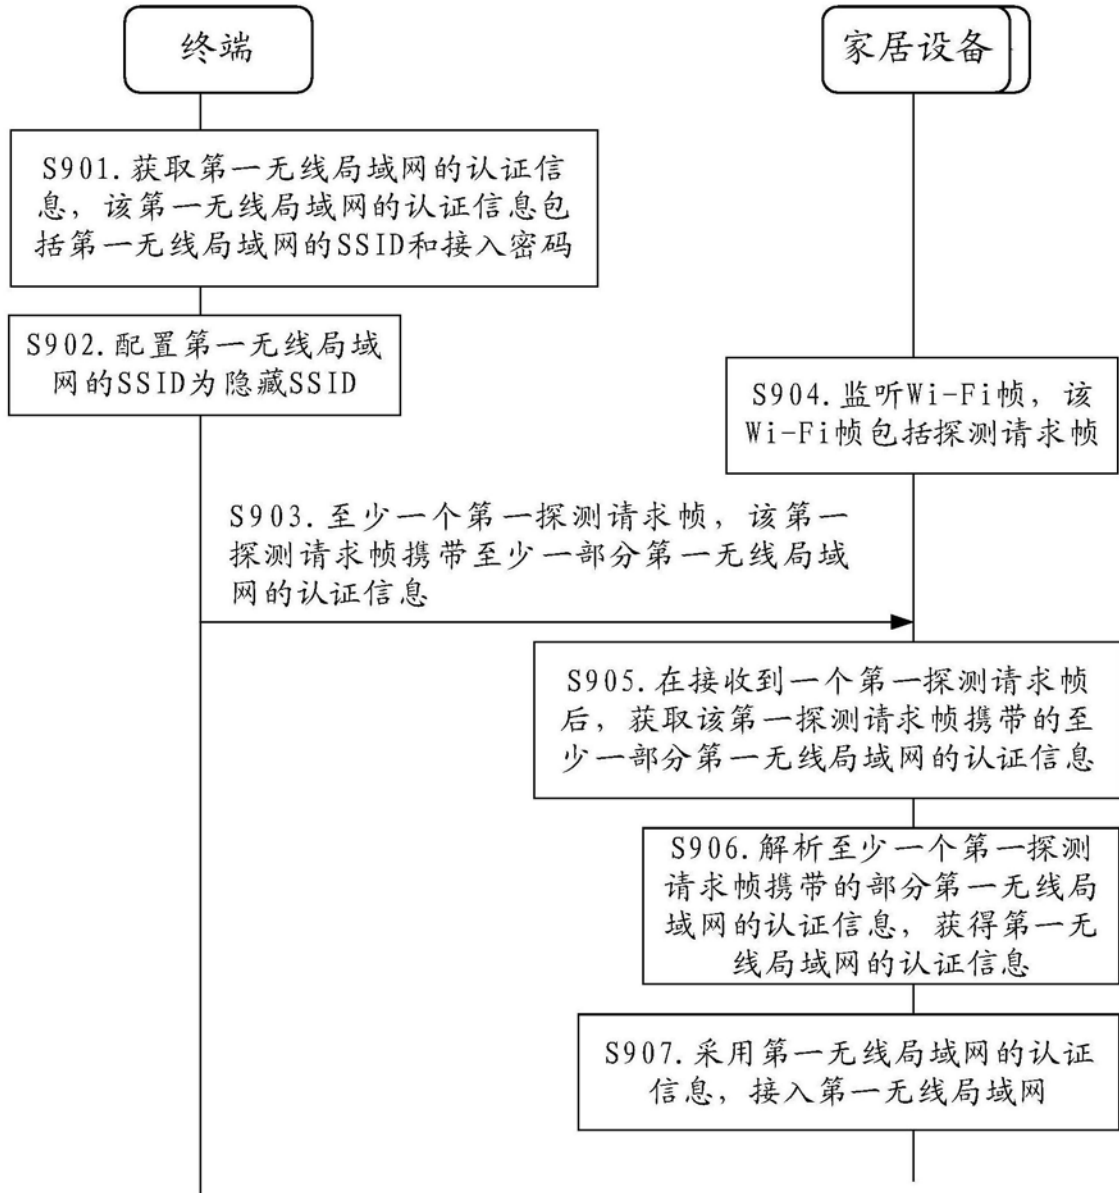 终端
家居设备
S901.获取第一无线局域网的认证信
息，该第一无线局域网的认证信息包
括第一无线局域网的SSID和接入密码
S902.配置第一无线局域
网的SSID为隐藏SSID
S904.监听Wi-Fi帧，该
Wi-Fi帧包括探测请求帧
S903.至少一个第一探测请求帧，该第一
探测请求帧携带至少一部分第一无线局域
网的认证信息
S905.在接收到一个第一探测请求帧
后，获取该第一探测请求帧携带的至
少一部分第一无线局域网的认证信息
S906.解析至少一个第一探测
请求帧携带的部分第一无线局
域网的认证信息，获得第一无
线局域网的认证信息
S907.采用第一无线局域网的认证
信息，接入第一无线局域网